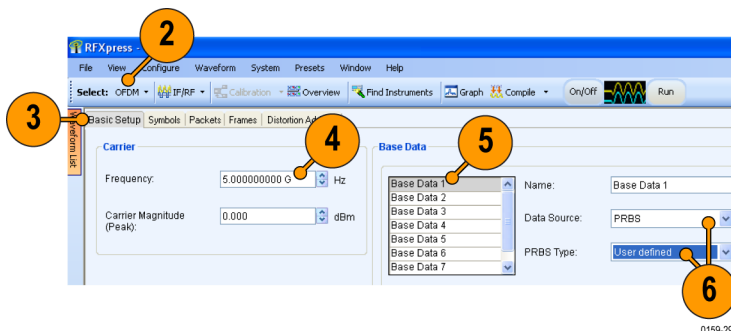 2
RFXpress -
File View Configure Waveform System Presets Window Help
Select: OFDM IF/RF Calibration Overview Find Instruments Graph Compile On/Off Run
3
Waveform List
Basic Setup Symbols Packets Frames Distortion Ad
4
5
Carrier
Base Data
Frequency: 5.000000000 G Hz
Carrier Magnitude
(Peak): 0.000 dBm
Base Data 1
Base Data 2
Base Data 3
Base Data 4
Base Data 5
Base Data 6
Base Data 7
Name: Base Data 1
Data Source: PRBS
PRBS Type: User defined
6
0159-29